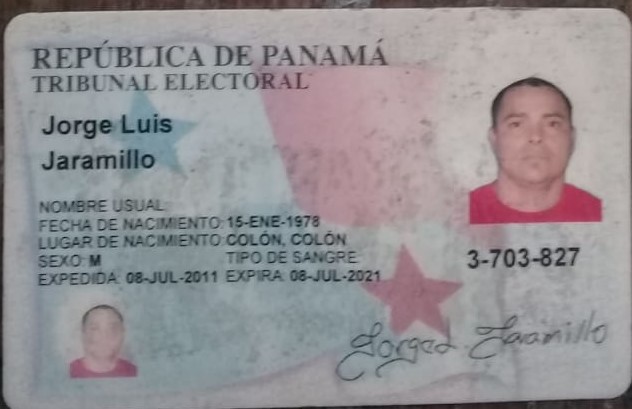 REPÚBLICA DE PANAMÁ
TRIBUNAL ELECTORAL
Jorge Luis
Jaramillo
NOMBRE USUAL:
FECHA DE NACIMIENTO: 15-ENE-1978
LUGAR DE NACIMIENTO: COLÓN, COLÓN
SEXO: M TIPO DE SANGRE:
EXPEDIDA: 08-JUL-2011 EXPIRA: 08-JUL-2021
3-703-827
Jorge L. Jaramillo